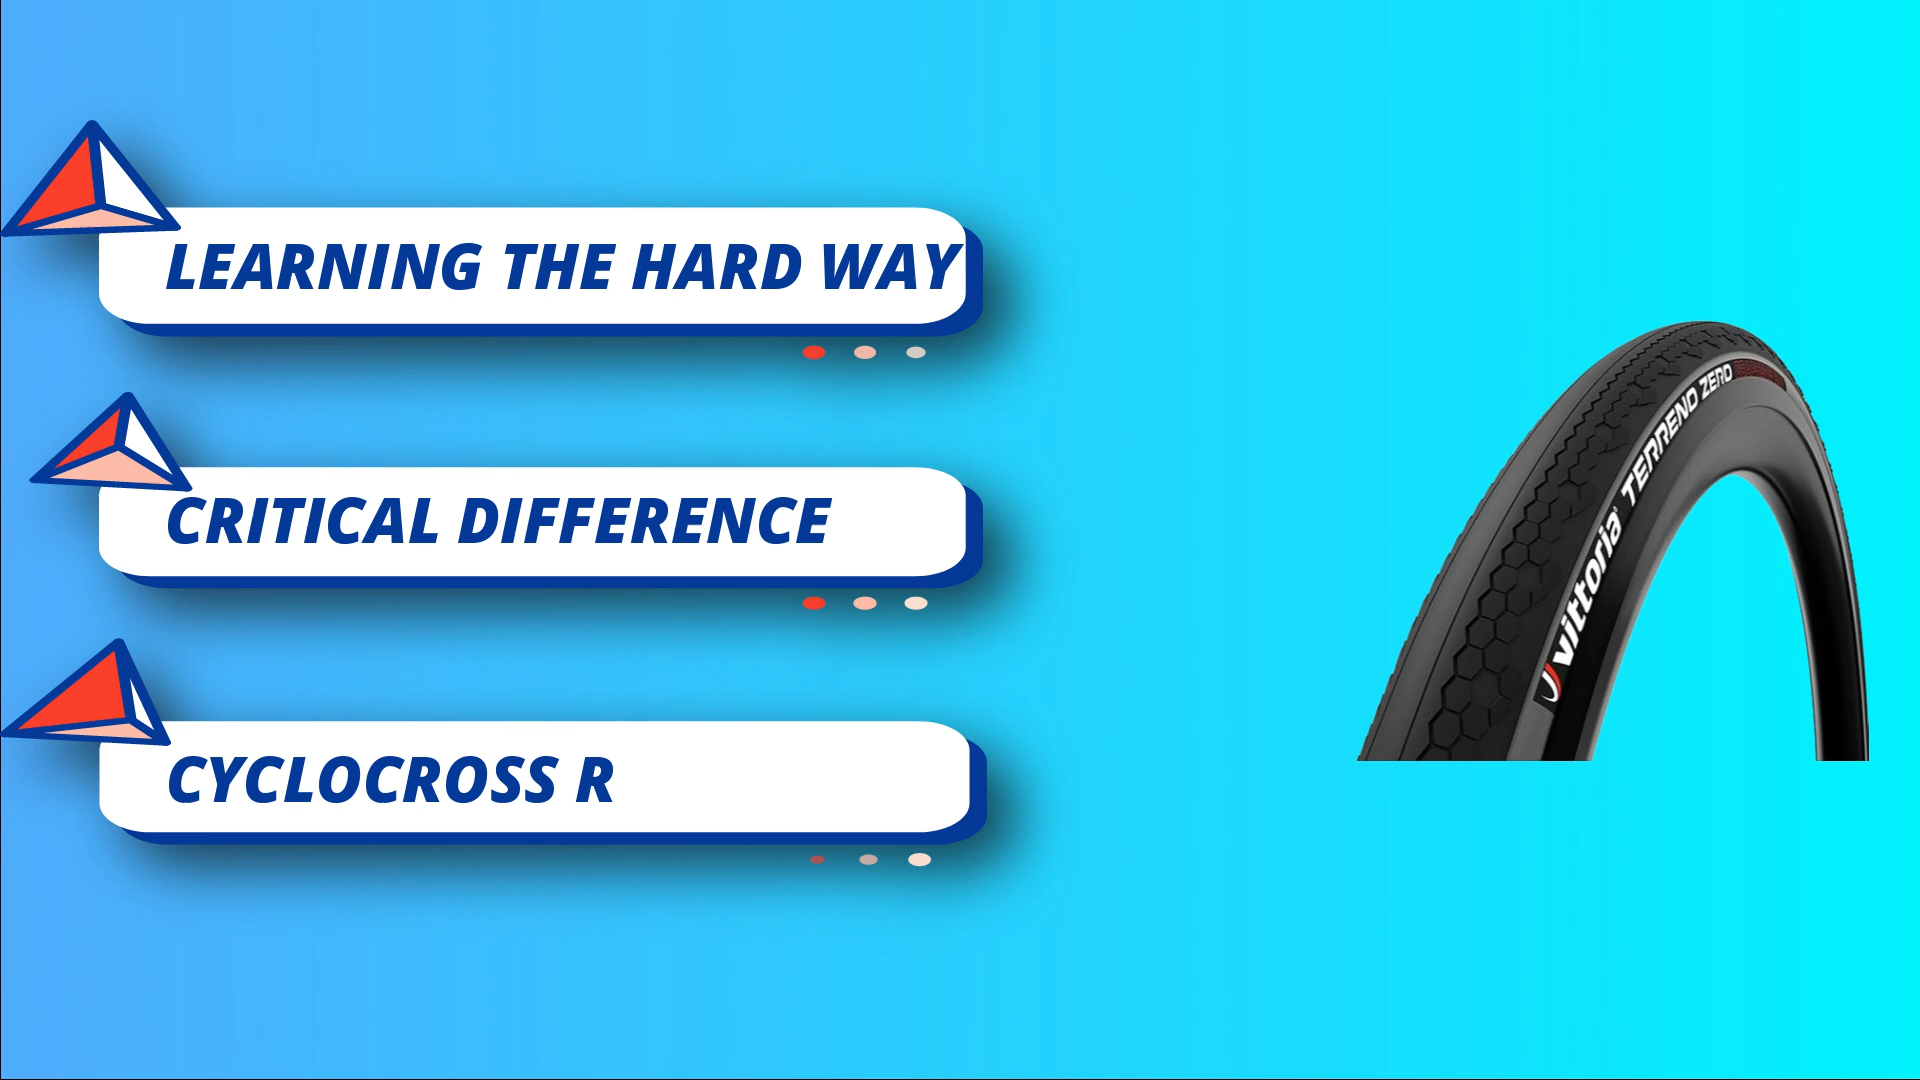 LEARNING THE HARD WAY
CRITICAL DIFFERENCE
CYCLOCROSS R
vittoria TERRENO ZERO